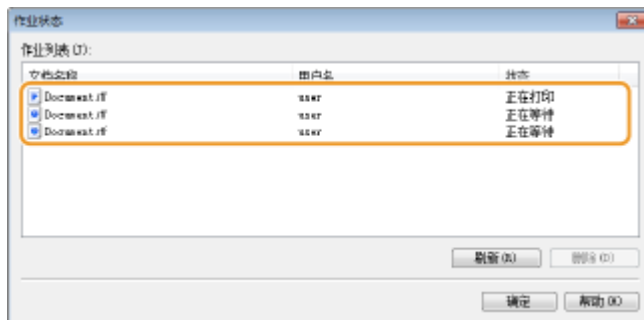 作业状态
作业列表(J):
文档名称 用户名 状态
Document.rtf user 正在打印
Document.rtf user 正在等待
Document.rtf user 正在等待
刷新(R) 删除(D)
确定 帮助(H)